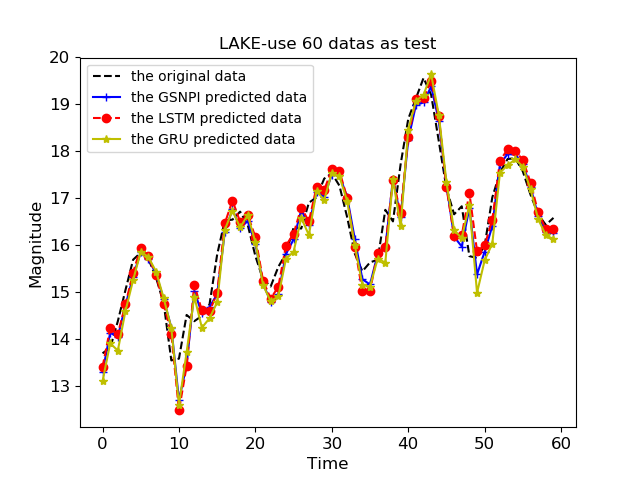 LAKE-use 60 datas as test
the original data
the GSNPI predicted data
the LSTM predicted data
the GRU predicted data
Magnitude
20
19
18
17
16
15
14
13
0 10 20 30 40 50 60
Time